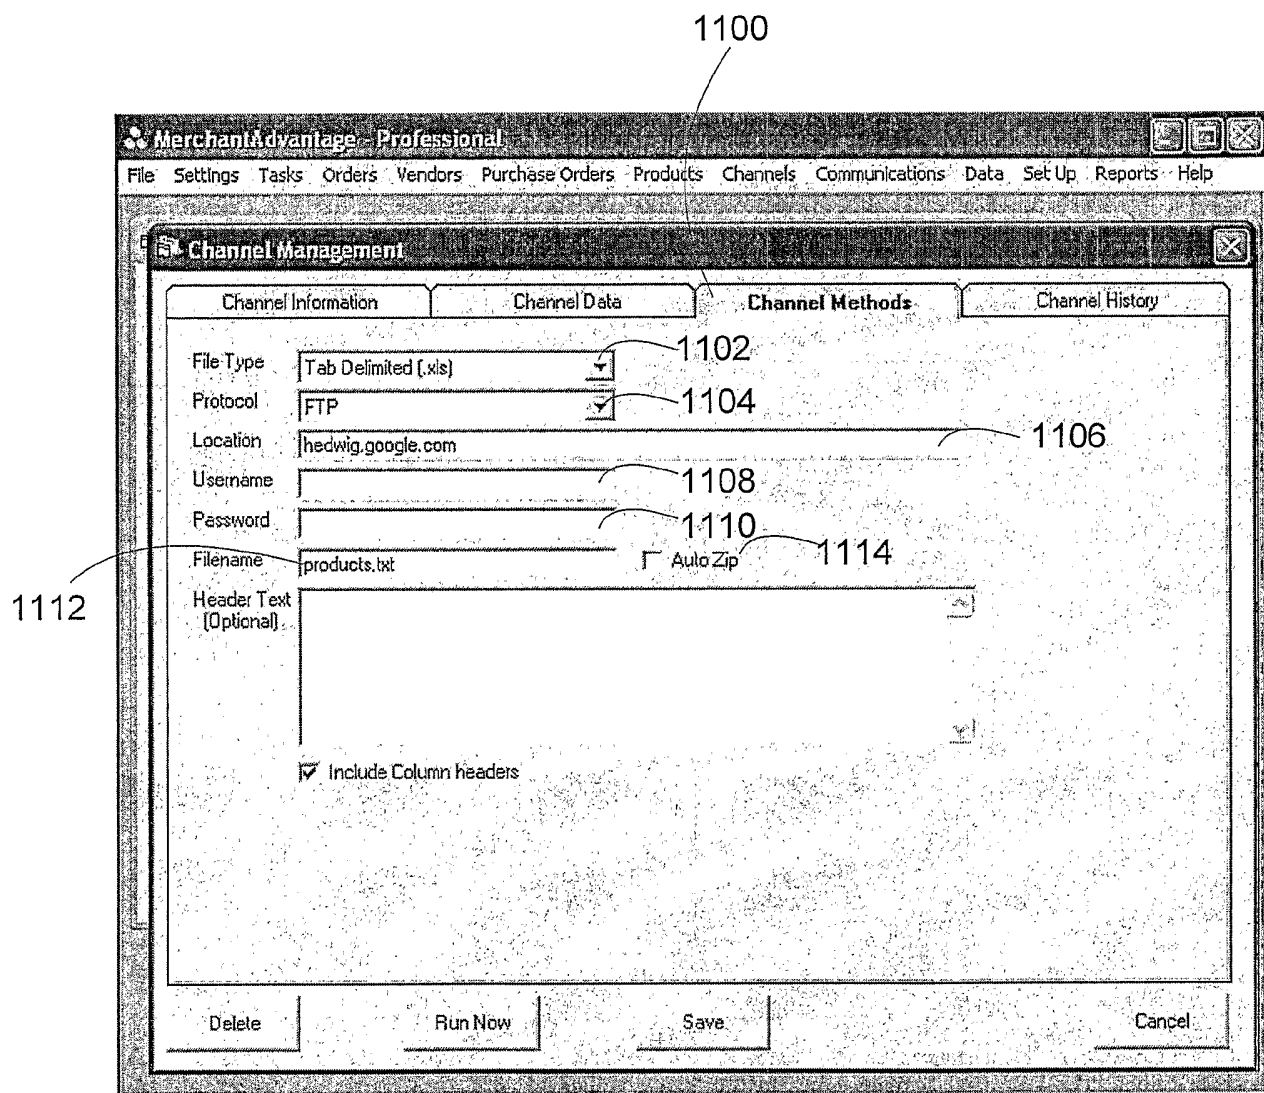 1100
MerchantAdvantage - Professional
File Settings Tasks Orders Vendors Purchase Orders Products Channels Communications Data Set Up Reports Help
Channel Management
Channel Information Channel Data Channel Methods Channel History
File Type Tab Delimited (.xls) 1102
Protocol FTP 1104
Location hedwig.google.com 1106
Username 1108
Password 1110
Filename products.txt Auto Zip 1114
1112
Header Text
(Optional)
Include Column headers
Delete Run Now Save Cancel